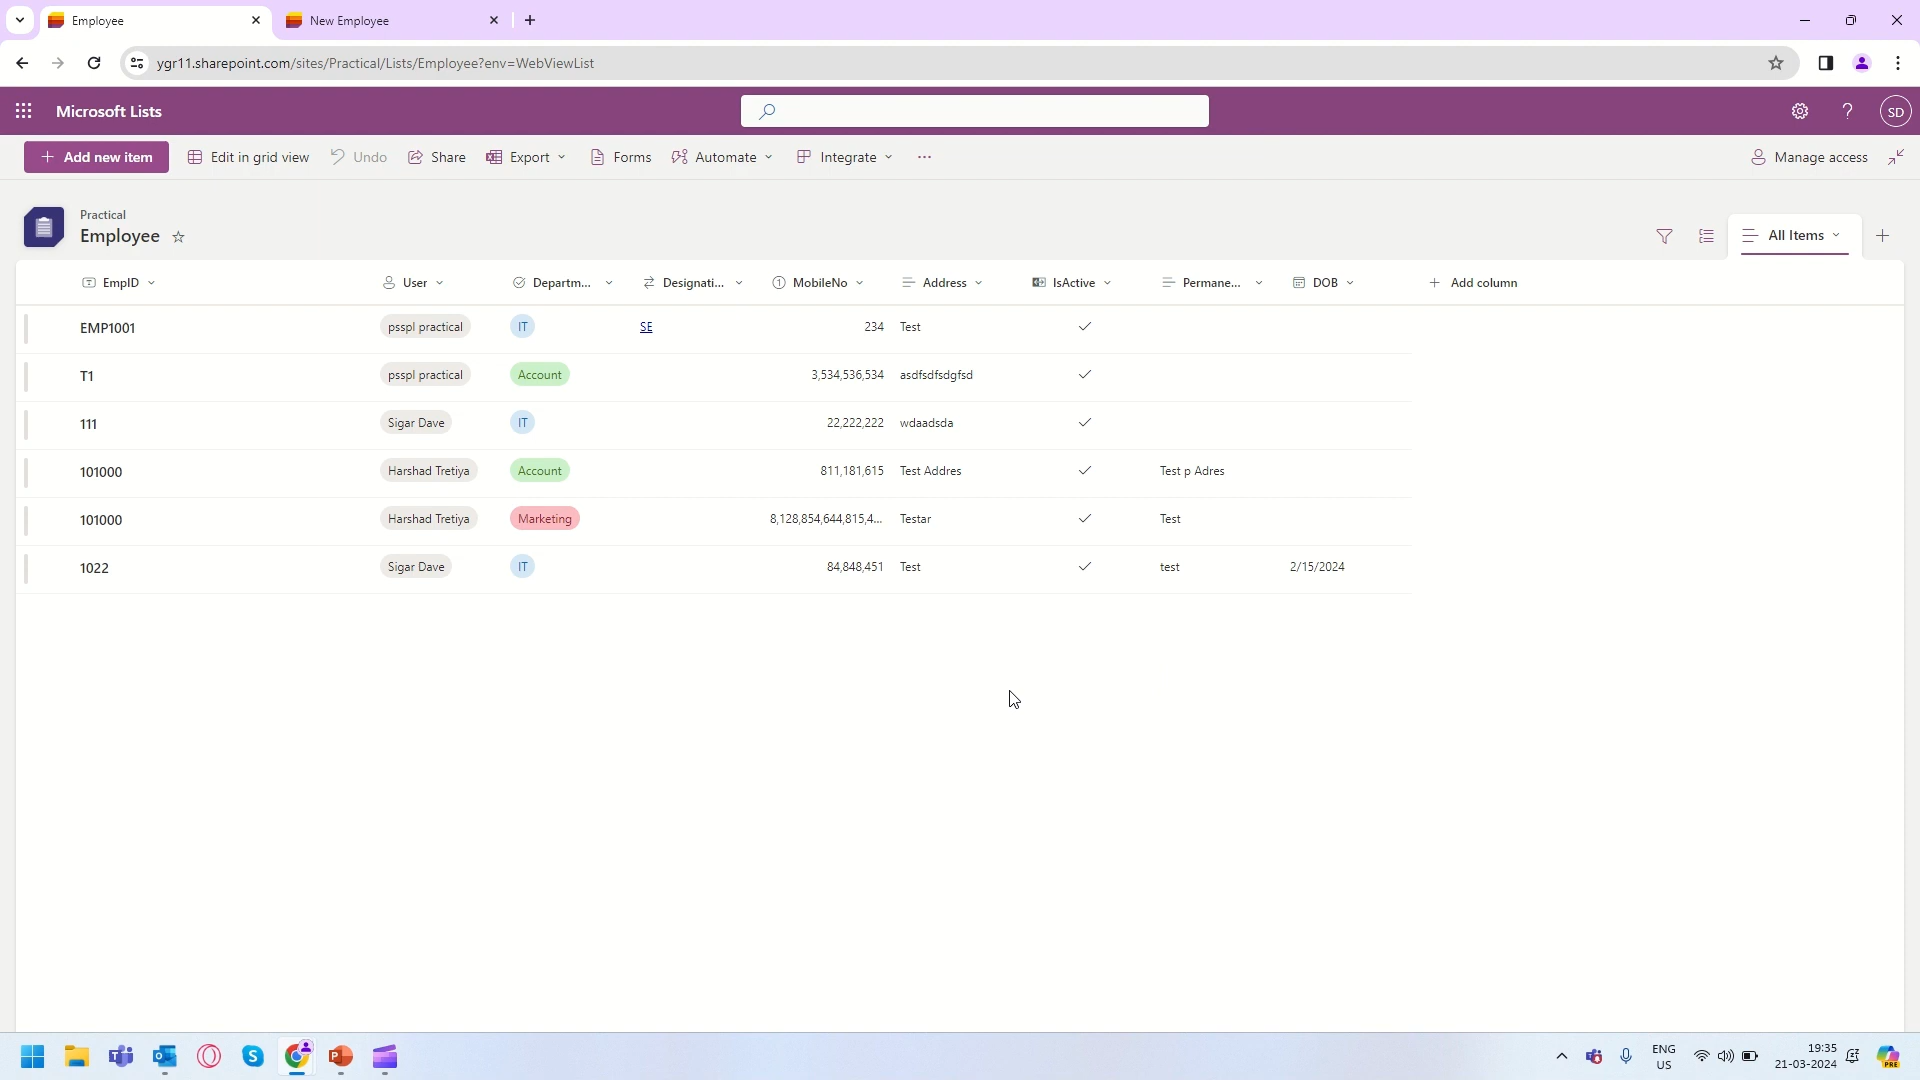 Employee
New Employee
ygr11.sharepoint.com/sites/Practical/Lists/Employee?env=WebViewList
Microsoft Lists
SD
Add new item Edit in grid view Undo Share Export Forms Automate Integrate Manage access
Practical
Employee
All Items
EmpID User Departm... Designati... MobileNo Address IsActive Permane... DOB Add column
EMP1001 psspl practical IT SE 234 Test
T1 psspl practical Account 3,534,536,534 asdfsdfsdgfsd
111 Sigar Dave IT 22,222,222 wdaadsda
101000 Harshad Tretiya Account 811,181,615 Test Addres Test p Adres
101000 Harshad Tretiya Marketing 8,128,854,644,815,4... Testar Test
1022 Sigar Dave IT 84,848,451 Test test 2/15/2024
ENG
US
19:35
21-03-2024
PRE